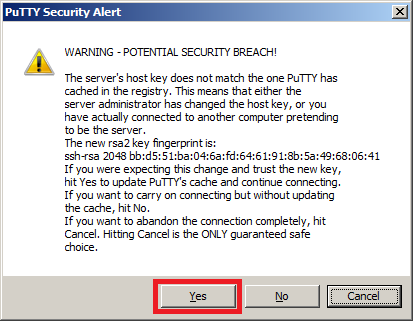 PuTTY Security Alert
WARNING - POTENTIAL SECURITY BREACH!
The server's host key does not match the one PuTTY has
cached in the registry. This means that either the
server administrator has changed the host key, or you
have actually connected to another computer pretending
to be the server.
The new rsa2 key fingerprint is:
ssh-rsa 2048 bb:d5:51:ba:04:6a:fd:64:61:91:8b:5a:49:68:06:41
If you were expecting this change and trust the new key,
hit Yes to update PuTTY's cache and continue connecting.
If you want to carry on connecting but without updating
the cache, hit No.
If you want to abandon the connection completely, hit
Cancel. Hitting Cancel is the ONLY guaranteed safe
choice.
Yes No Cancel